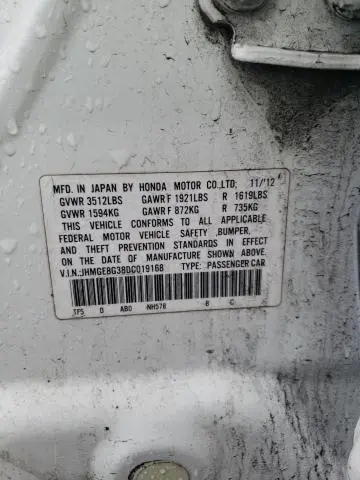 MFD. IN JAPAN BY HONDA MOTOR CO.,LTD; 11/'12
GVWR 3512LBS GAWR F 1921LBS R 1619LBS
GVWR 1594KG GAWR F 872KG R 735KG
THIS VEHICLE CONFORMS TO ALL APPLICABLE
FEDERAL MOTOR VEHICLE SAFETY ,BUMPER,
AND THEFT PREVENTION STANDARDS IN EFFECT
ON THE DATE OF MANUFACTURE SHOWN ABOVE.
V.I.N.:JHMGE8G38DC019168 TYPE: PASSENGER CAR
TF5 D AB0 NH578 B C